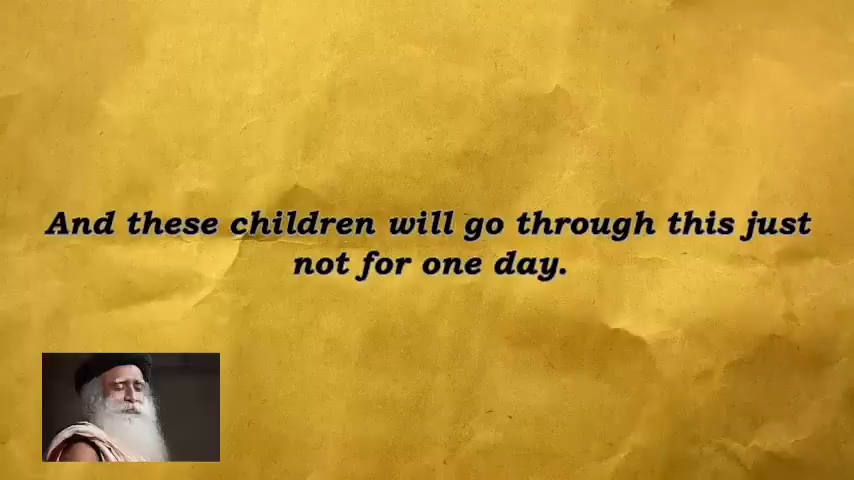 And these children will go through this just
not for one day.